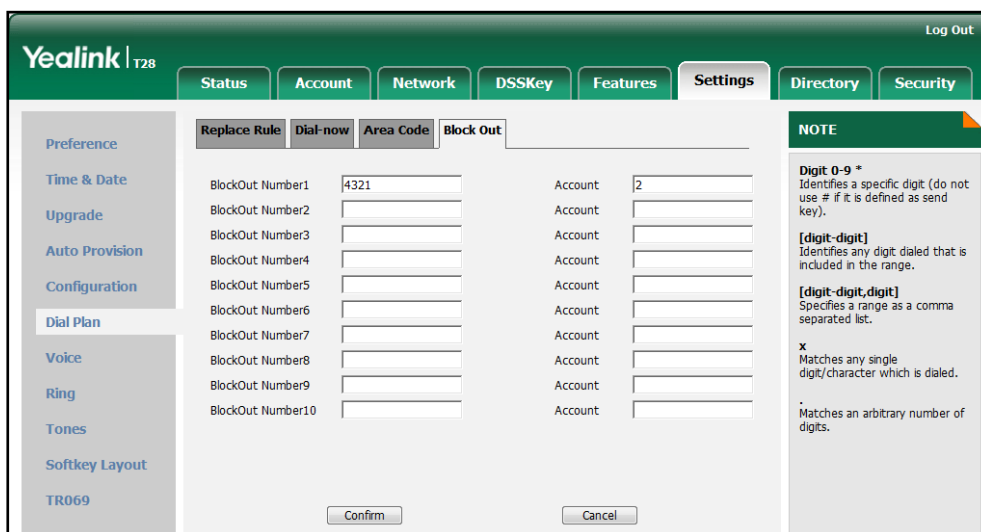 Log Out
Yealink T28
Status Account Network DSSKey Features Settings Directory Security
Preference
Time & Date
Upgrade
Auto Provision
Configuration
Dial Plan
Voice
Ring
Tones
Softkey Layout
TR069
Replace Rule Dial-now Area Code Block Out
BlockOut Number1 4321 Account 2
BlockOut Number2 Account
BlockOut Number3 Account
BlockOut Number4 Account
BlockOut Number5 Account
BlockOut Number6 Account
BlockOut Number7 Account
BlockOut Number8 Account
BlockOut Number9 Account
BlockOut Number10 Account
Confirm Cancel
NOTE
Digit 0-9 *
Identifies a specific digit (do not
use # if it is defined as send
key).
[digit-digit]
Identifies any digit dialed that is
included in the range.
[digit-digit,digit]
Specifies a range as a comma
separated list.
x
Matches any single
digit/character which is dialed.
.
Matches an arbitrary number of
digits.